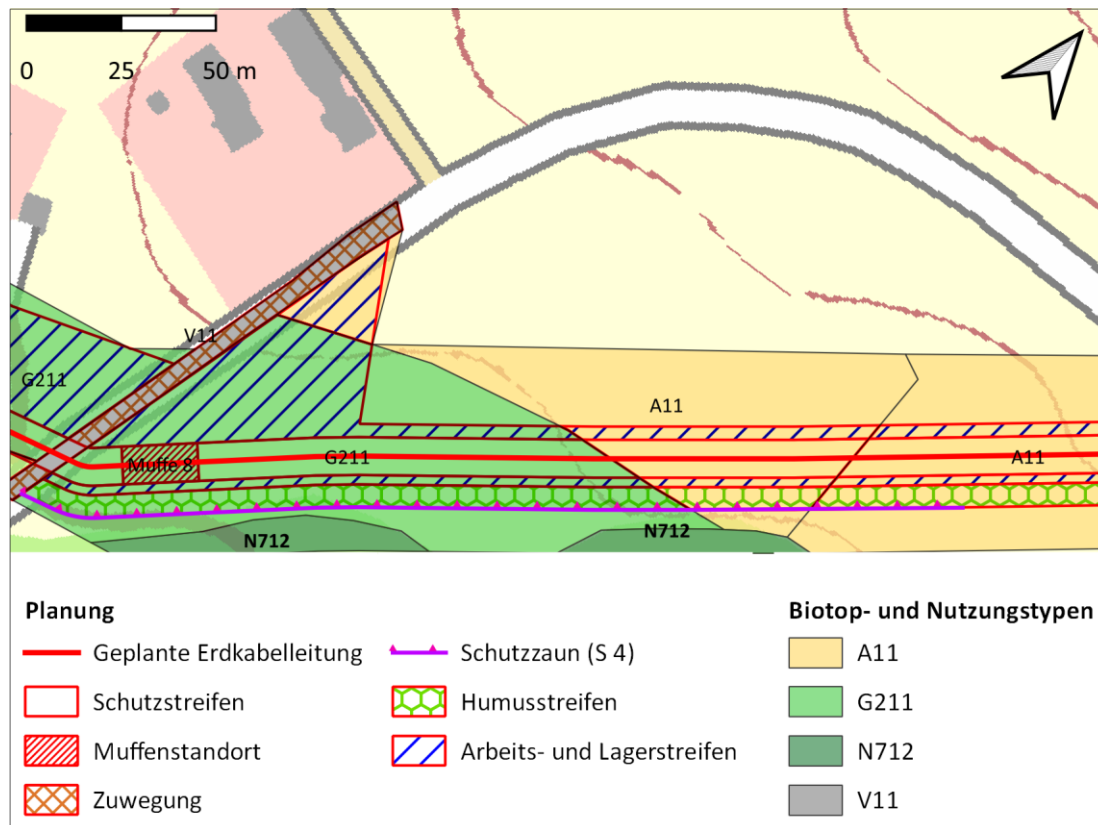 0 25 50 m
V11
G211
A11
Muffe 8
G211
A11
N712
N712
Planung
Geplante Erdkabelleitung
Schutzstreifen
Muffenstandort
Zuwegung
Schutzzaun (S 4)
Humusstreifen
Arbeits- und Lagerstreifen
Biotop- und Nutzungstypen
A11
G211
N712
V11